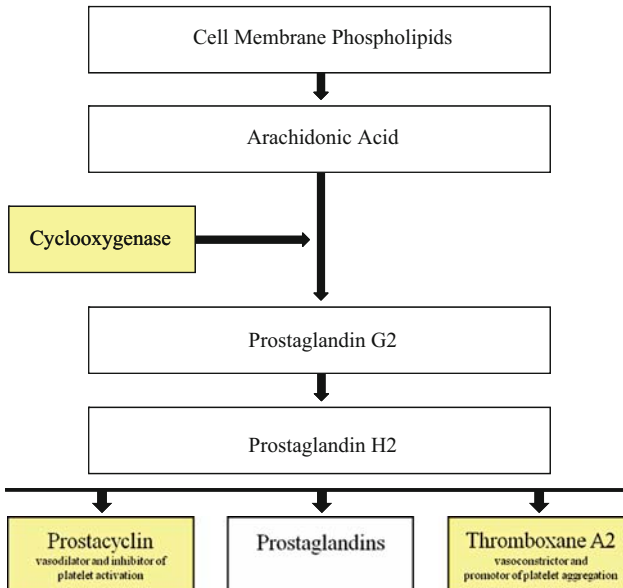 Cell Membrane Phospholipids
Arachidonic Acid
Cyclooxygenase
Prostaglandin G2
Prostaglandin H2
Prostacyclin
vasodilator and inhibitor of
platelet activation
Prostaglandins
Thromboxane A2
vasoconstrictor and
promotor of platelet aggregation